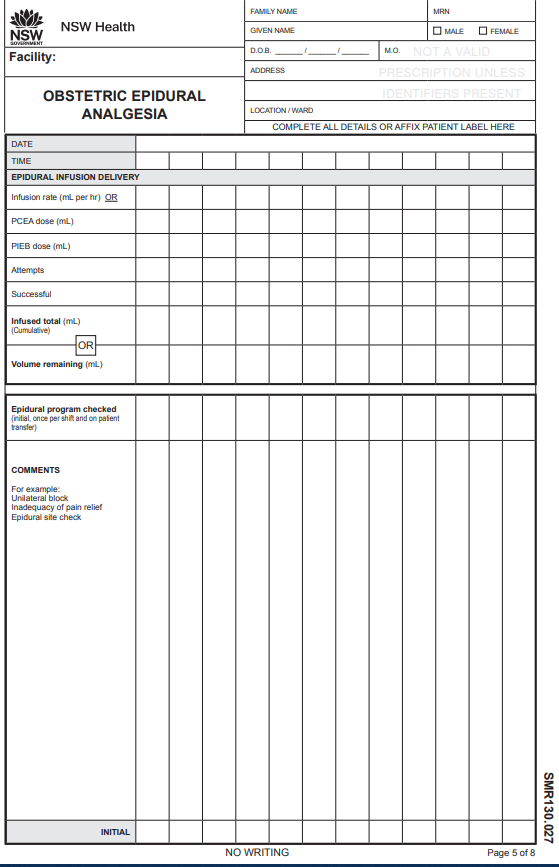 NSW
GOVERNMENT
NSW Health
FAMILY NAME
MRN
GIVEN NAME
MALE
FEMALE
Facility:
D.O.B. _______ / _______ / _______
M.O.
NOT A VALID
ADDRESS
PRESCRIPTION UNLESS
IDENTIFIERS PRESENT
OBSTETRIC EPIDURAL
ANALGESIA
LOCATION / WARD
COMPLETE ALL DETAILS OR AFFIX PATIENT LABEL HERE
DATE
TIME
EPIDURAL INFUSION DELIVERY
Infusion rate (mL per hr) OR
PCEA dose (mL)
PIEB dose (mL)
Attempts
Successful
Infused total (mL)
(Cumulative)
OR
Volume remaining (mL)
Epidural program checked
(initial, once per shift and on patient
transfer)
COMMENTS
For example:
Unilateral block
Inadequacy of pain relief
Epidural site check
INITIAL
SMR130.027
NO WRITING
Page 5 of 8